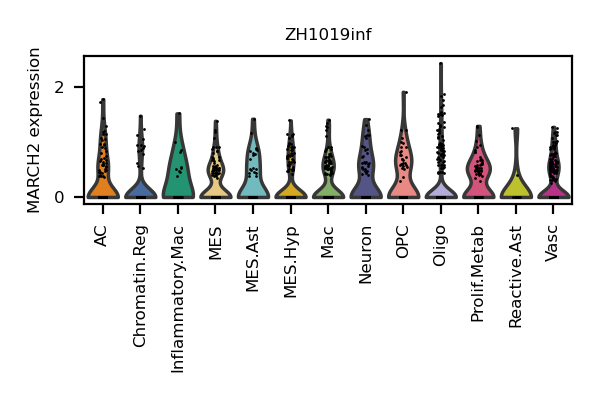 ZH1019inf
MARCH2 expression
2
0
AC
Chromatin.Reg
Inflammatory.Mac
MES
MES.Ast
MES.Hyp
Mac
Neuron
OPC
Oligo
Prolif.Metab
Reactive.Ast
Vasc